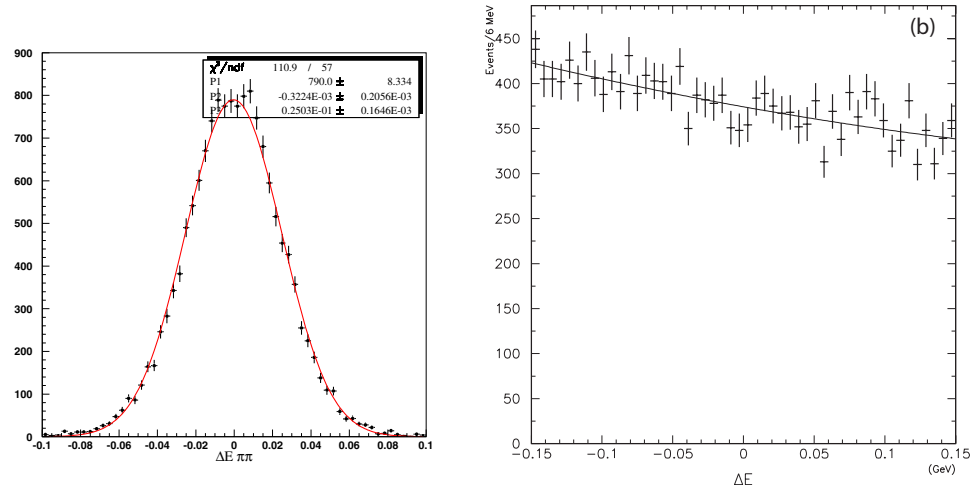 χ²/ndf 110.9 / 57
P1 790.0 ± 8.334
P2 -0.3224E-03 ± 0.2056E-03
P3 0.2503E-01 ± 0.1646E-03
900
800
700
600
500
400
300
200
100
0
-0.1 -0.08 -0.06 -0.04 -0.02 0 0.02 0.04 0.06 0.08 0.1
ΔE ππ
(b)
Events/6 MeV
450
400
350
300
250
200
150
100
50
0
-0.15 -0.1 -0.05 0 0.05 0.1 0.15
(GeV)
ΔE